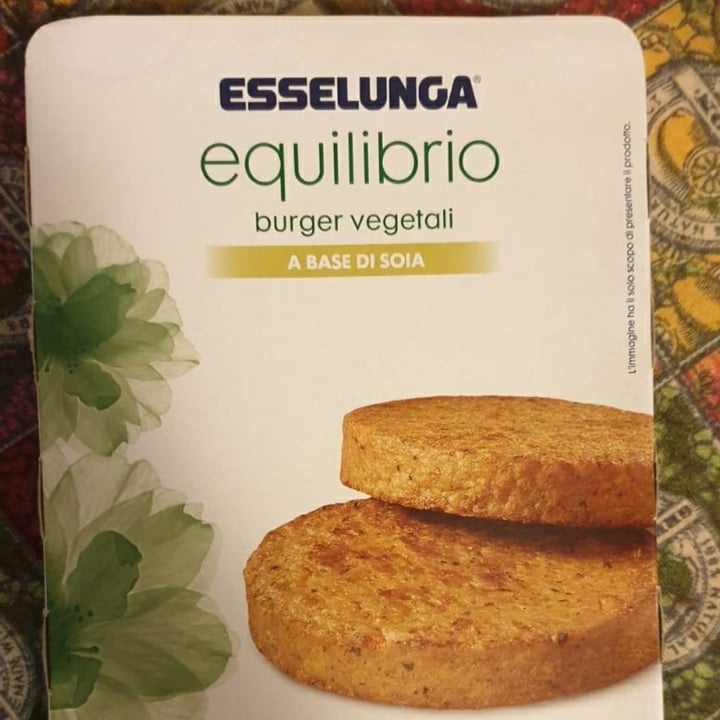 ESSELUNGA®
equilibrio
burger vegetali
A BASE DI SOIA
L'immagine ha il solo scopo di presentare il prodotto.